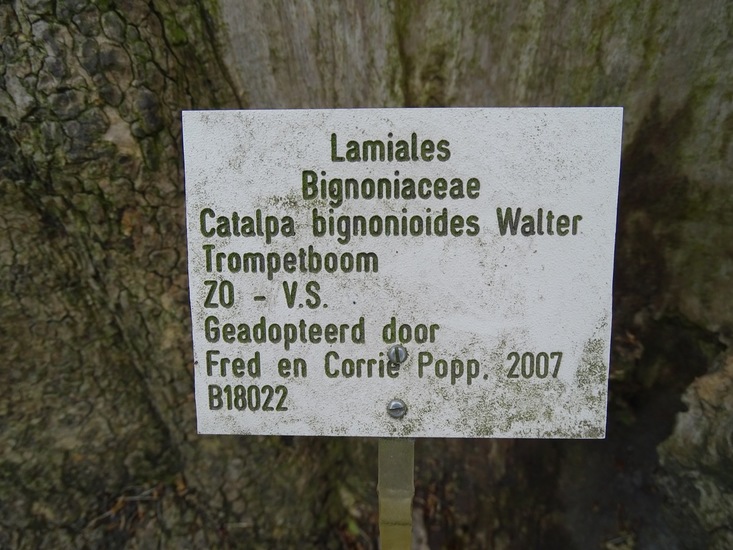 Lamiales
Bignoniaceae
Catalpa bignonioides Walter
Trompetboom
ZO - V.S.
Geadopteerd door
Fred en Corrie Popp, 2007
B18022